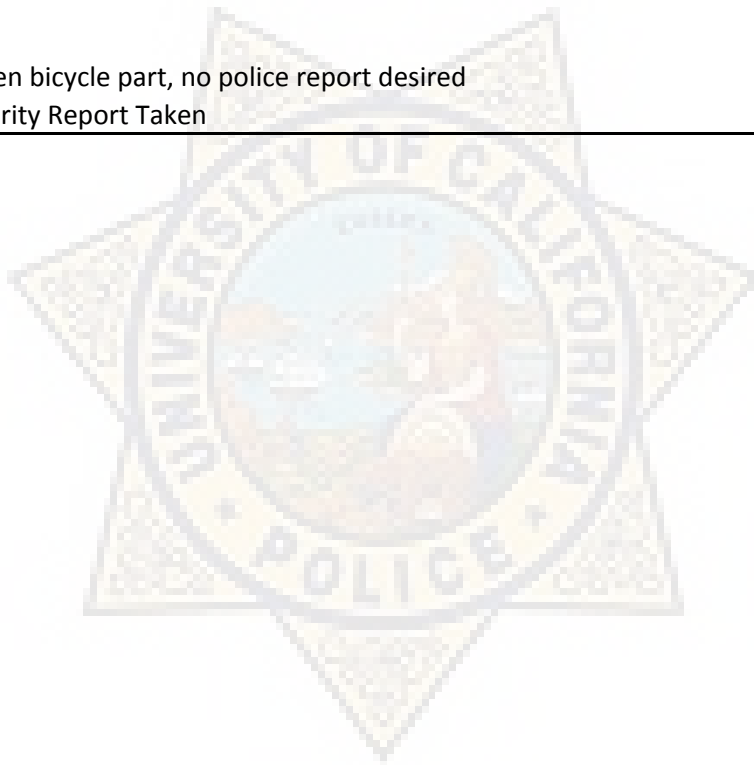 en bicycle part, no police report desired
rity Report Taken
UNIVERSITY OF CALIFORNIA
POLICE